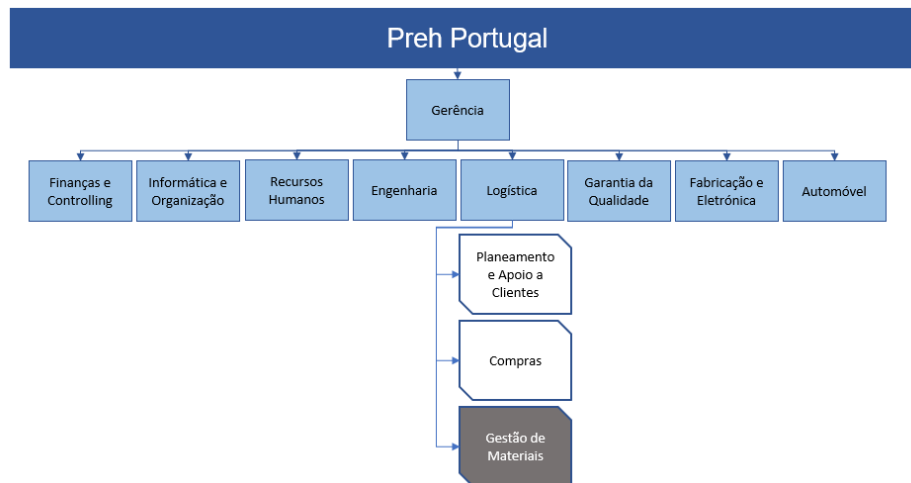 Preh Portugal
Gerência
Finanças e
Controlling
Informática e
Organização
Recursos
Humanos
Engenharia
Logística
Garantia da
Qualidade
Fabricação e
Eletrónica
Automóvel
Planeamento
e Apoio a
Clientes
Compras
Gestão de
Materiais